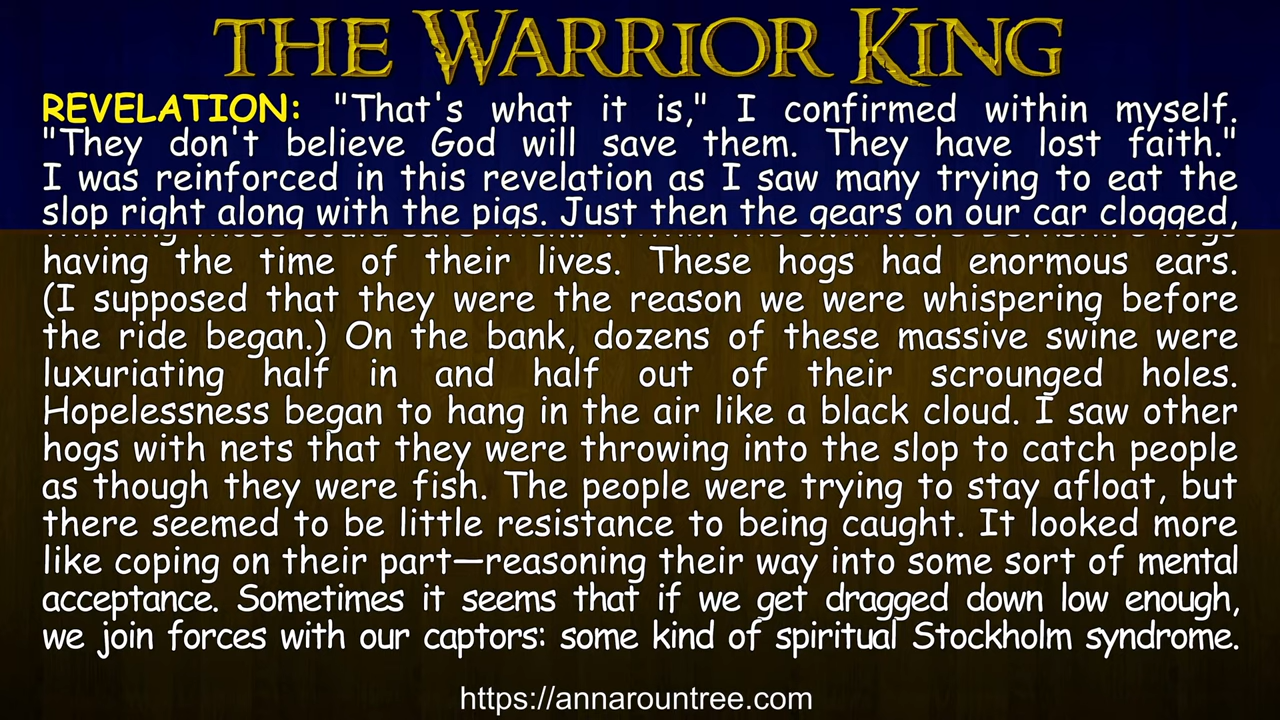 THE WARRIOR KING
REVELATION: "That's what it is," I confirmed within myself.
"They don't believe God will save them. They have lost faith."
I was reinforced in this revelation as I saw many trying to eat the
slop right along with the pigs. Just then the gears on our car clogged,
having the time of their lives. These hogs had enormous ears.
(I supposed that they were the reason we were whispering before
the ride began.) On the bank, dozens of these massive swine were
luxuriating half in and half out of their scrounged holes.
Hopelessness began to hang in the air like a black cloud. I saw other
hogs with nets that they were throwing into the slop to catch people
as though they were fish. The people were trying to stay afloat, but
there seemed to be little resistance to being caught. It looked more
like coping on their part—reasoning their way into some sort of mental
acceptance. Sometimes it seems that if we get dragged down low enough,
we join forces with our captors: some kind of spiritual Stockholm syndrome.
https://annarountree.com